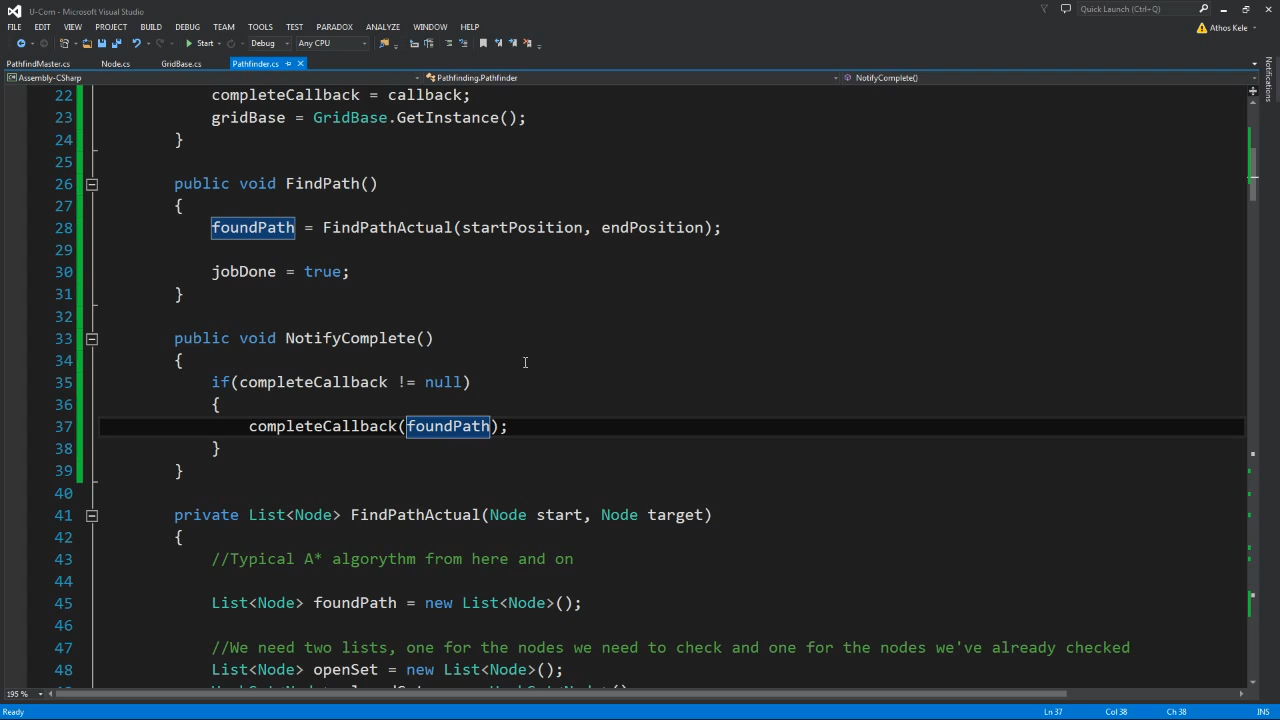 U-Com - Microsoft Visual Studio
Quick Launch (Ctrl+Q)
FILE EDIT VIEW PROJECT BUILD DEBUG TEAM TOOLS TEST PARADOX ANALYZE WINDOW HELP
Athos Kele
Start Debug Any CPU
PathfindMaster.cs Node.cs GridBase.cs Pathfinder.cs
Assembly-CSharp Pathfinding.Pathfinder NotifyComplete()
Notifications
22 completeCallback = callback;
23 gridBase = GridBase.GetInstance();
24 }
25
26 public void FindPath()
27 {
28 foundPath = FindPathActual(startPosition, endPosition);
29
30 jobDone = true;
31 }
32
33 public void NotifyComplete()
34 {
35 if(completeCallback != null)
36 {
37 completeCallback(foundPath);
38 }
39 }
40
41 private List<Node> FindPathActual(Node start, Node target)
42 {
43 //Typical A* algorythm from here and on
44
45 List<Node> foundPath = new List<Node>();
46
47 //We need two lists, one for the nodes we need to check and one for the nodes we've already checked
48 List<Node> openSet = new List<Node>();
195 %
Ready Ln 37 Col 38 Ch 38 INS